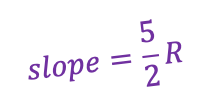 slope = 5/2 R